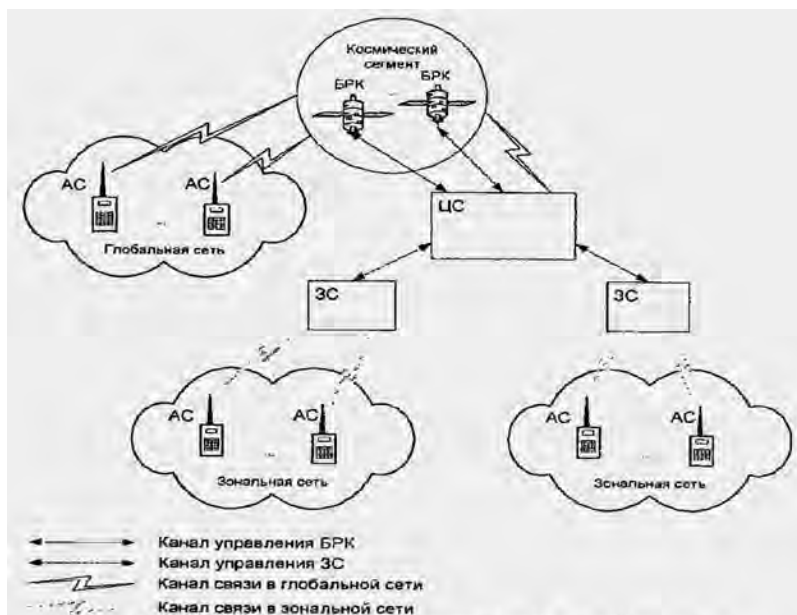 Космический
сегмент
БРК
БРК
АС
АС
...
Глобальная сеть
ЦС
ЗС
ЗС
АС
АС
...
Зональная сеть
АС
АС
...
Зональная сеть
Канал управления БРК
Канал управления ЗС
Канал связи в глобальной сети
Канал связи в зональной сети